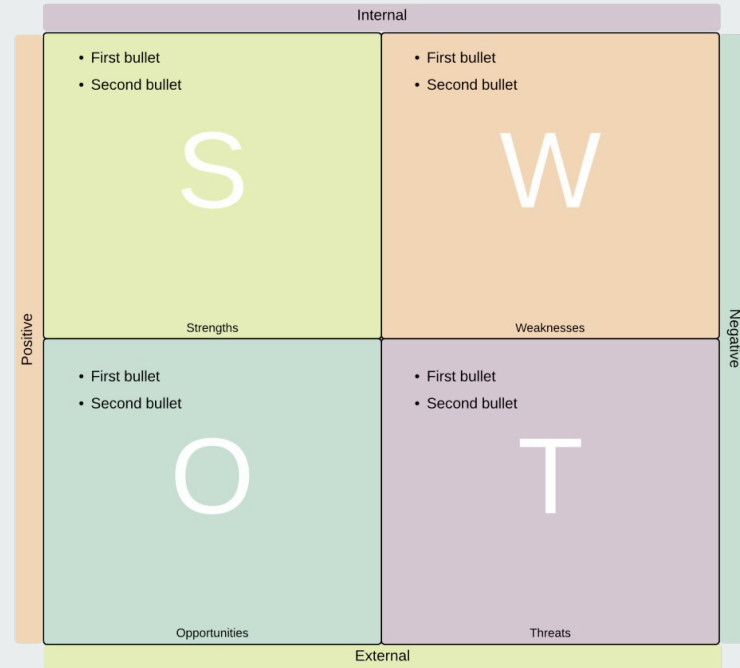 Internal
Positive
• First bullet
• Second bullet
S
Strengths
• First bullet
• Second bullet
W
Weaknesses
Negative
• First bullet
• Second bullet
O
Opportunities
• First bullet
• Second bullet
T
Threats
External